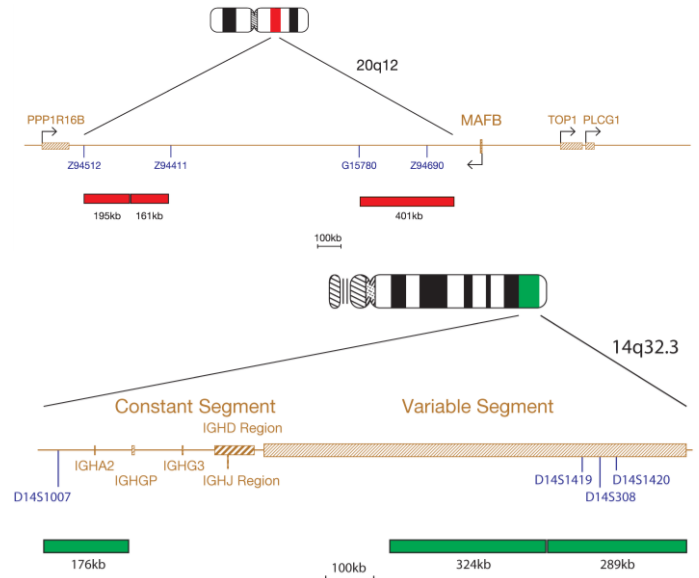 20q12
PPP1R16B
MAFB
TOP1 PLCG1
Z94512
Z94411
G15780
Z94690
195kb
161kb
401kb
100kb
14q32.3
Constant Segment
Variable Segment
IGHD Region
IGHA2
IGHGP
IGHG3
IGHJ Region
D14S1007
D14S1419
D14S308
D14S1420
176kb
100kb
324kb
289kb